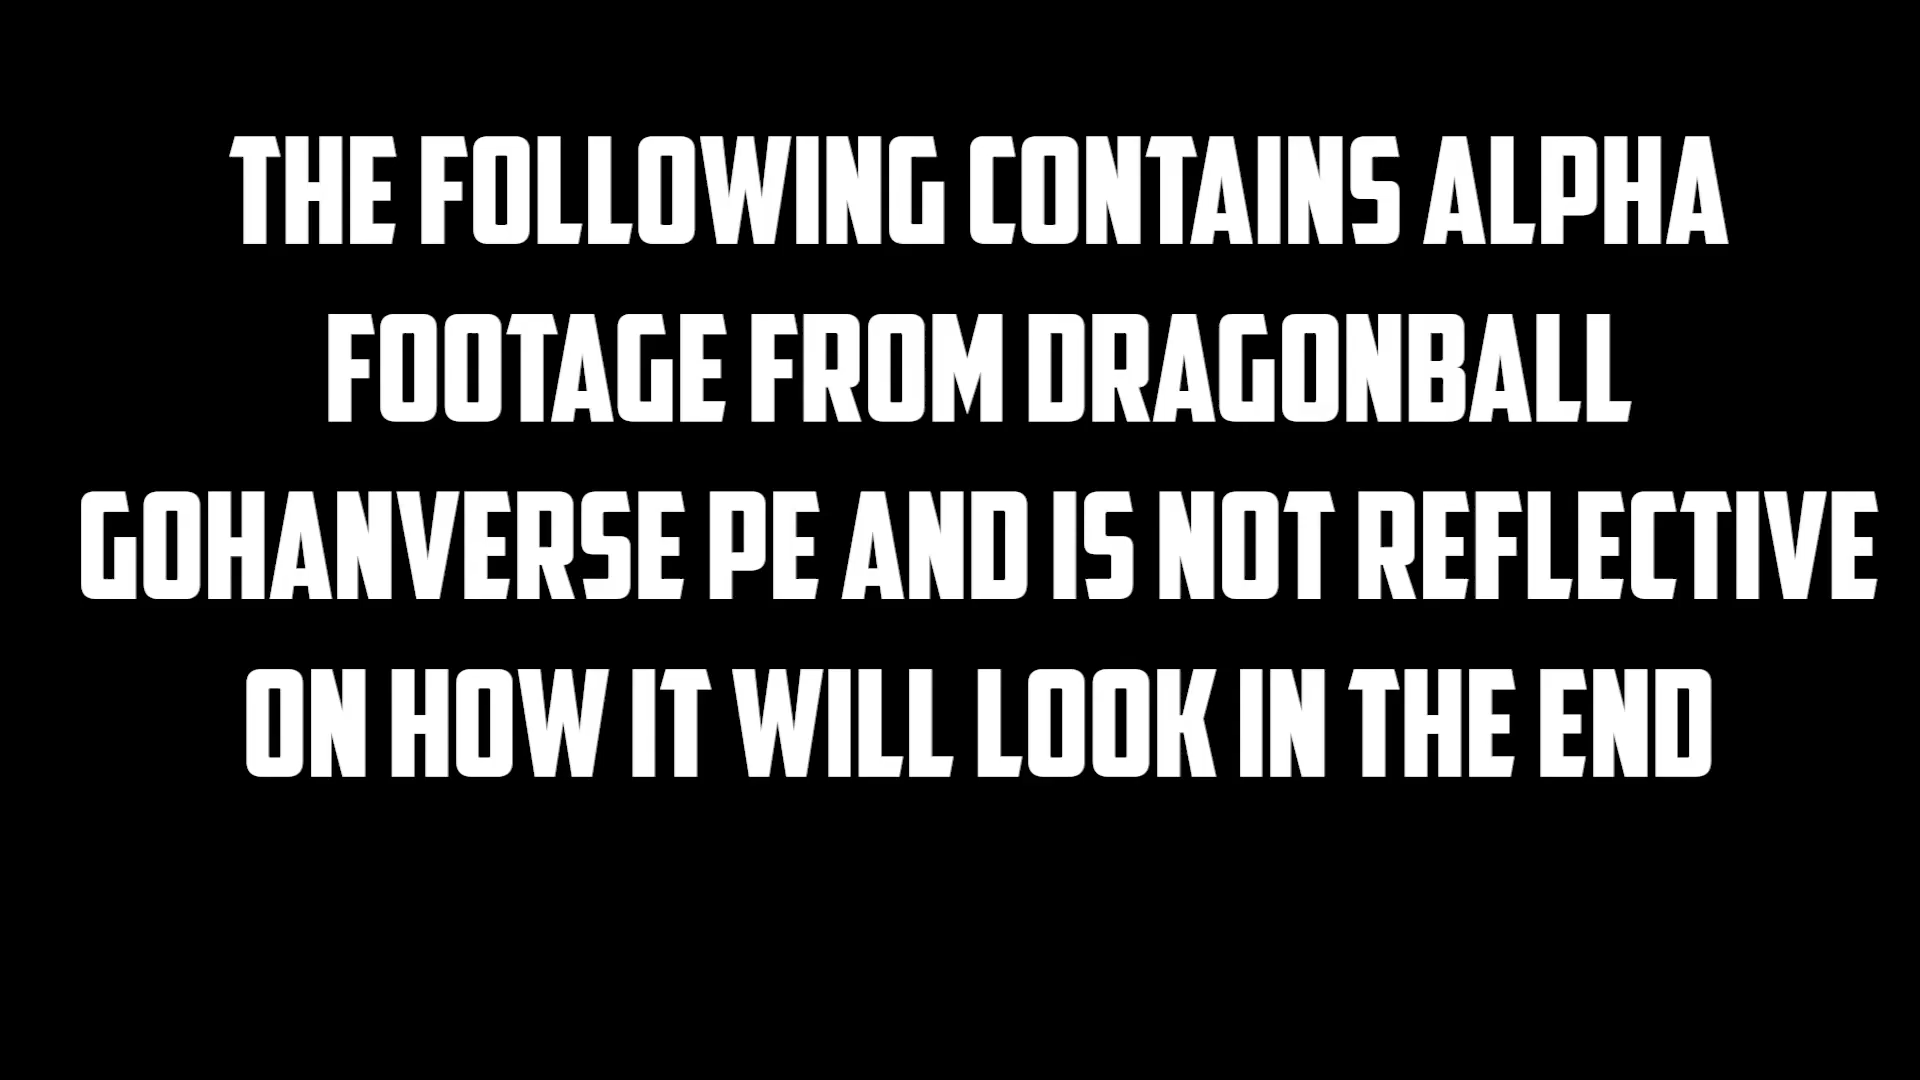 THE FOLLOWING CONTAINS ALPHA
FOOTAGE FROM DRAGONBALL
GOHANVERSE PE AND IS NOT REFLECTIVE
ON HOW IT WILL LOOK IN THE END